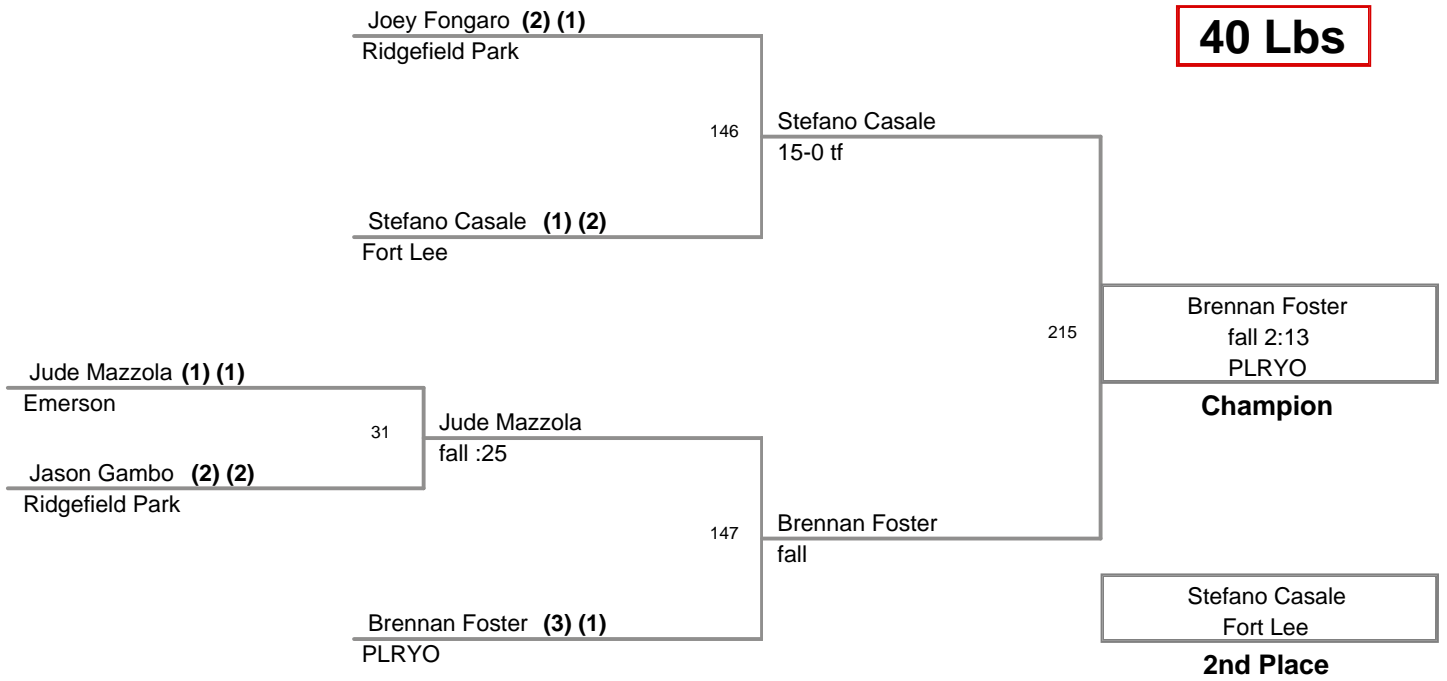 Joey Fongaro (2) (1)
Ridgefield Park
40 Lbs
146
Stefano Casale
15-0 tf
Stefano Casale (1) (2)
Fort Lee
215
Brennan Foster
fall 2:13
PLRYO
Champion
Jude Mazzola (1) (1)
Emerson
31
Jude Mazzola
fall :25
Jason Gambo (2) (2)
Ridgefield Park
147
Brennan Foster
fall
Brennan Foster (3) (1)
PLRYO
Stefano Casale
Fort Lee
2nd Place